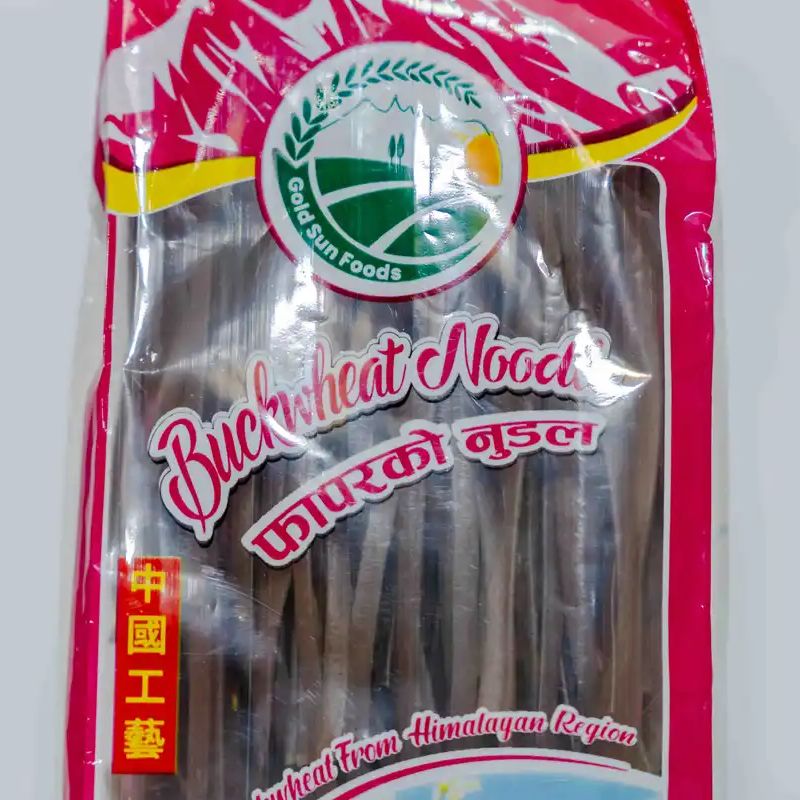 Gold Sun Foods
Buckwheat
फापरको नुडल
中
國
工
藝
From Himalayan Region